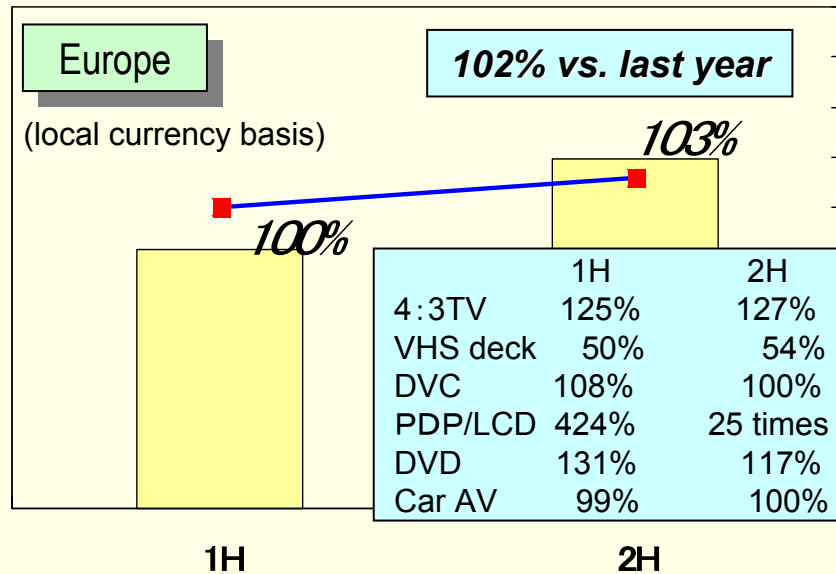 Europe
102% vs. last year
(local currency basis)
103%
100%
1H 2H
4:3TV 125% 127%
VHS deck 50% 54%
DVC 108% 100%
PDP/LCD 424% 25 times
DVD 131% 117%
Car AV 99% 100%
1H 2H